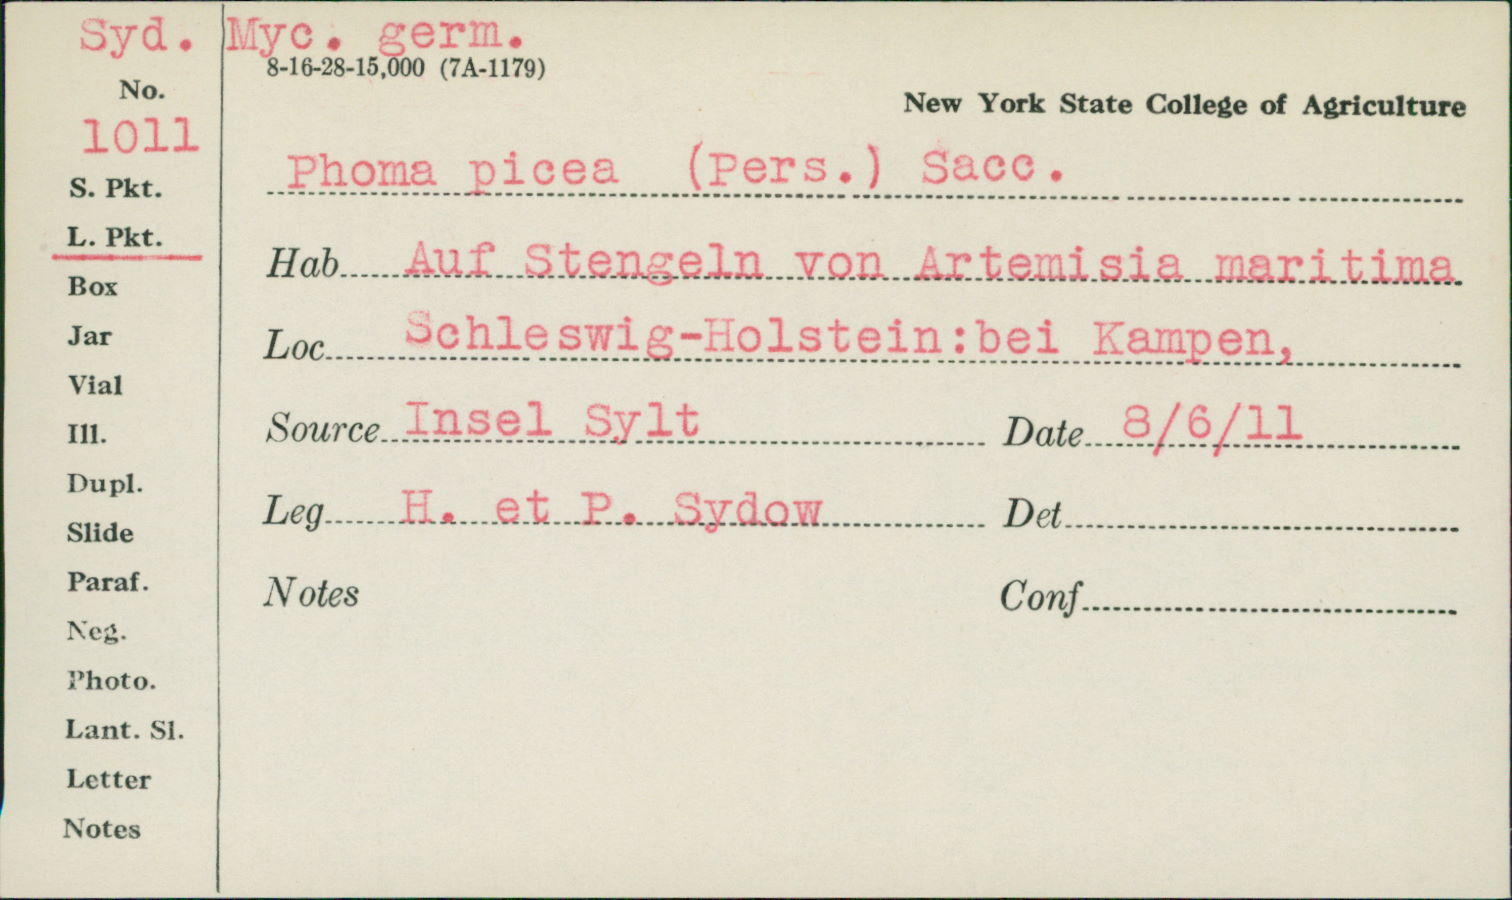 Syd. Myc. germ.
8-16-28-15,000 (7A-1179)
No.
New York State College of Agriculture
1011
Phoma picea (Pers.) Sacc.
S. Pkt.
L. Pkt.
Hab Auf Stengeln von Artemisia maritima
Box
Jar
Loc Schleswig-Holstein:bei Kampen,
Vial
Ill.
Source Insel Sylt Date 8/6/11
Dupl.
Leg H. et P. Sydow Det
Slide
Paraf.
Notes Conf
Neg.
Photo.
Lant. Sl.
Letter
Notes